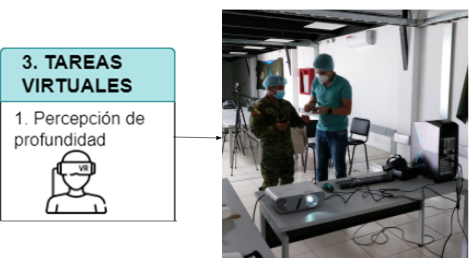 3. TAREAS
VIRTUALES
1. Percepción de
profundidad
VR